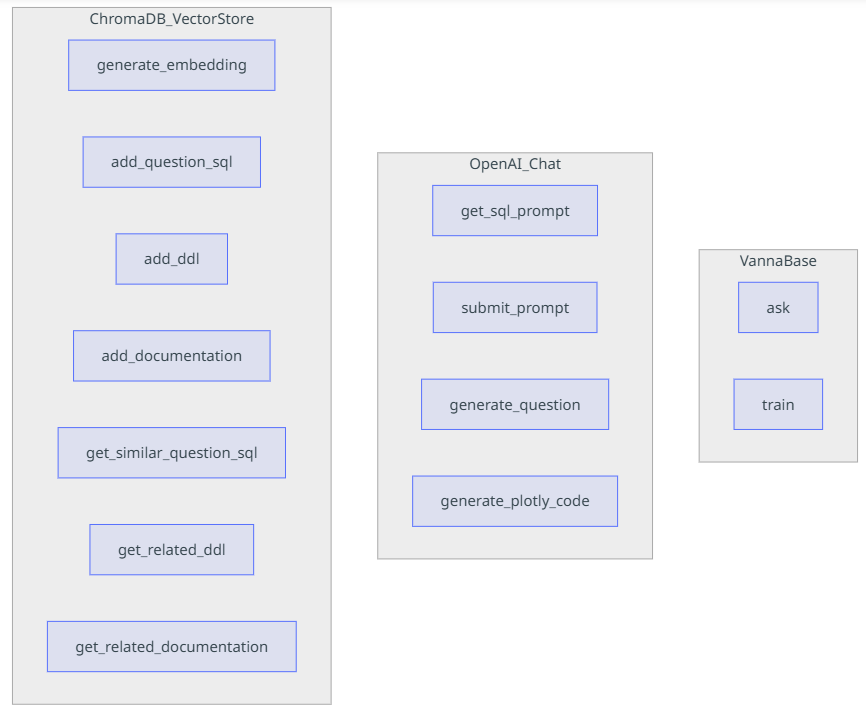 ChromaDB_VectorStore
generate_embedding
add_question_sql
add_ddl
add_documentation
get_similar_question_sql
get_related_ddl
get_related_documentation
OpenAI_Chat
get_sql_prompt
submit_prompt
generate_question
generate_plotly_code
VannaBase
ask
train